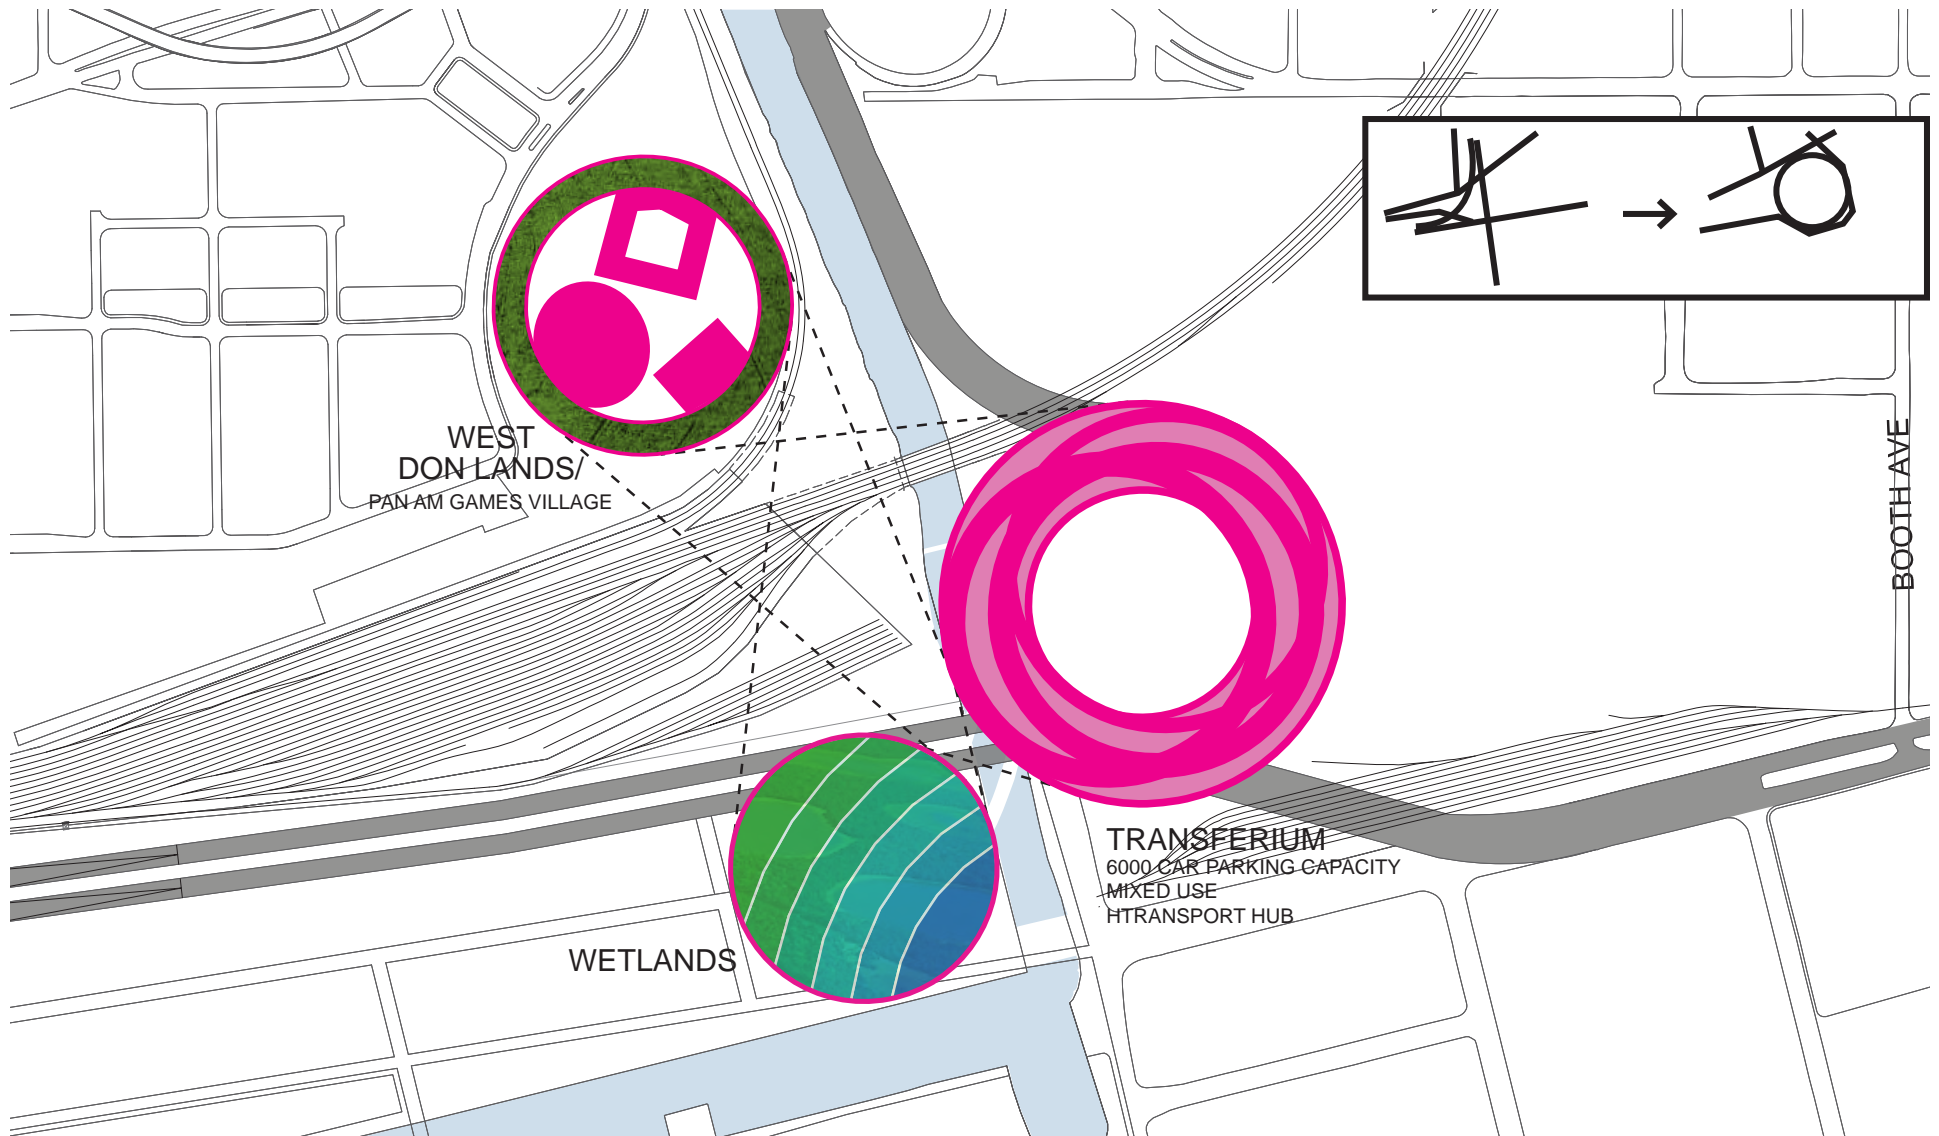 WEST
DON LANDS/
PAN AM GAMES VILLAGE
BOOTH AVE
TRANSFERIUM
6000 CAR PARKING CAPACITY
MIXED USE
HTRANSPORT HUB
WETLANDS